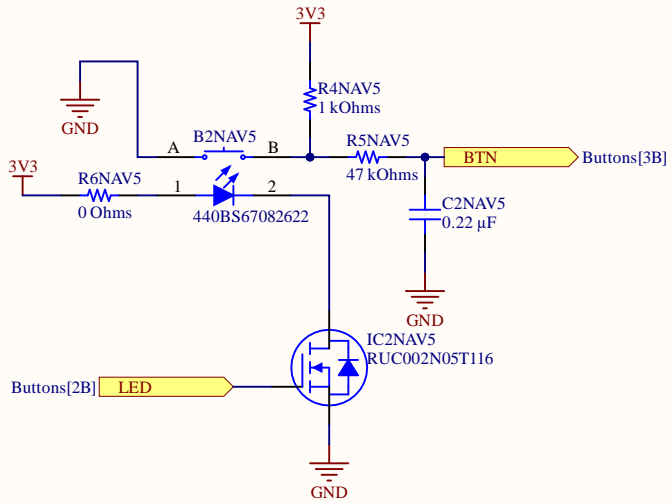 3V3
R4NAV5
1 kOhms
GND
B2NAV5
A
B
R5NAV5
47 kOhms
BTN
Buttons[3B]
3V3
R6NAV5
0 Ohms
1
2
440BS67082622
C2NAV5
0.22 µF
GND
IC2NAV5
RUC002N05T116
Buttons[2B]
LED
GND